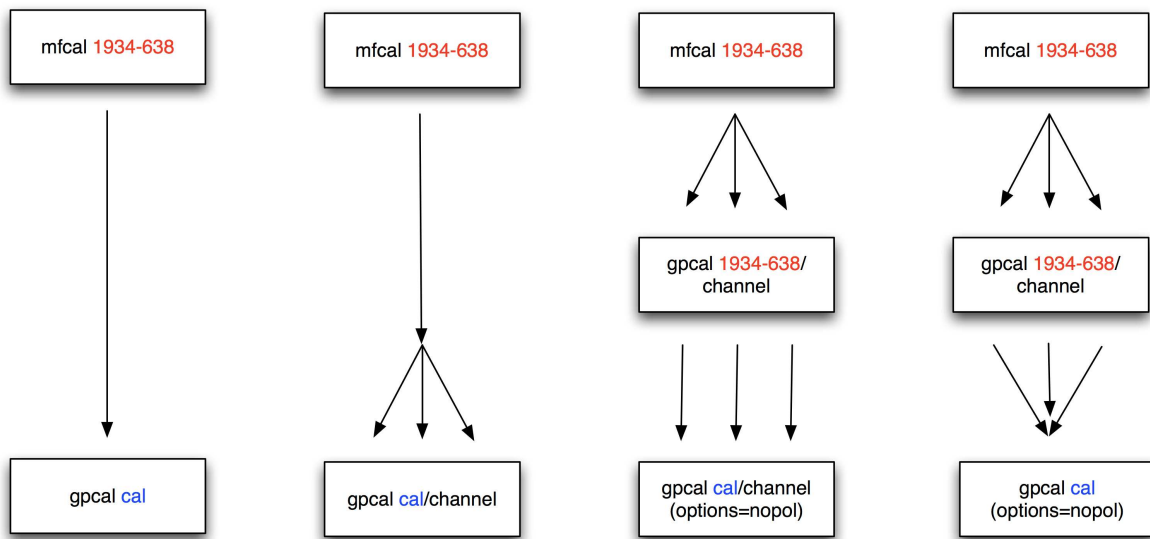 mfcal 1934-638
mfcal 1934-638
mfcal 1934-638
mfcal 1934-638
gpcal 1934-638/
channel
gpcal 1934-638/
channel
gpcal cal
gpcal cal/channel
gpcal cal/channel
(options=nopol)
gpcal cal
(options=nopol)